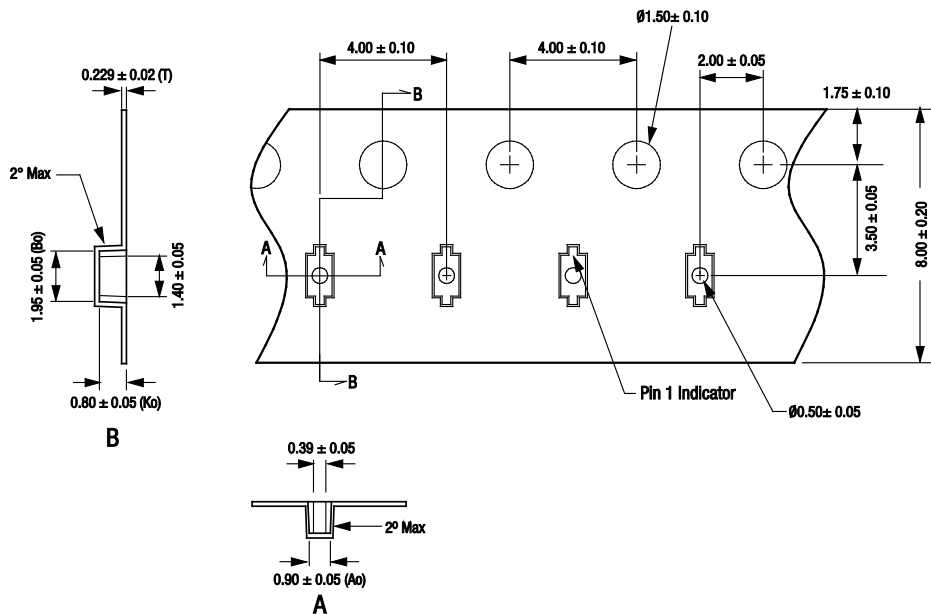 Ø1.50± 0.10
4.00 ± 0.10
4.00 ± 0.10
2.00 ± 0.05
0.229 ± 0.02 (T)
B
1.75 ± 0.10
2° Max
3.50 ± 0.05
8.00 ± 0.20
A
A
1.95 ± 0.05 (Bo)
1.40 ± 0.05
B
Pin 1 Indicator
0.80 ± 0.05 (Ko)
Ø0.50± 0.05
B
0.39 ± 0.05
2º Max
0.90 ± 0.05 (Ao)
A